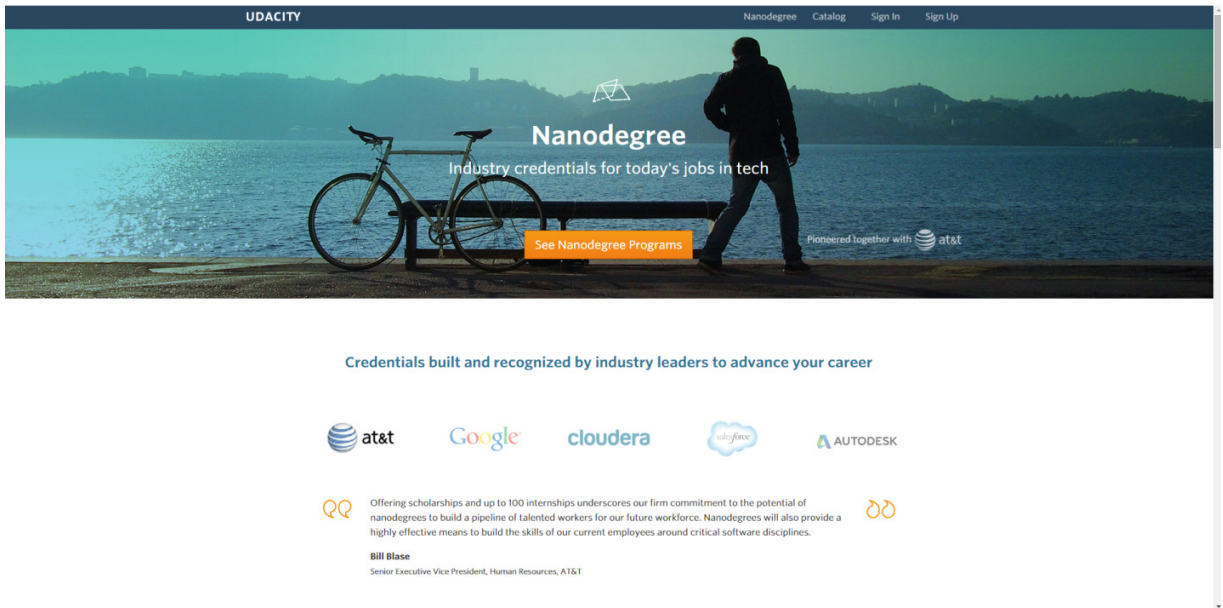 UDACITY
Nanodegree Catalog Sign In Sign Up
Nanodegree
Industry credentials for today's jobs in tech
See Nanodegree Programs
Pioneered together with at&t
Credentials built and recognized by industry leaders to advance your career
at&t Google cloudera salesforce AUTODESK
Offering scholarships and up to 100 internships underscores our firm commitment to the potential of
nanodegrees to build a pipeline of talented workers for our future workforce. Nanodegrees will also provide a
highly effective means to build the skills of our current employees around critical software disciplines.
Bill Blase
Senior Executive Vice President, Human Resources, AT&T